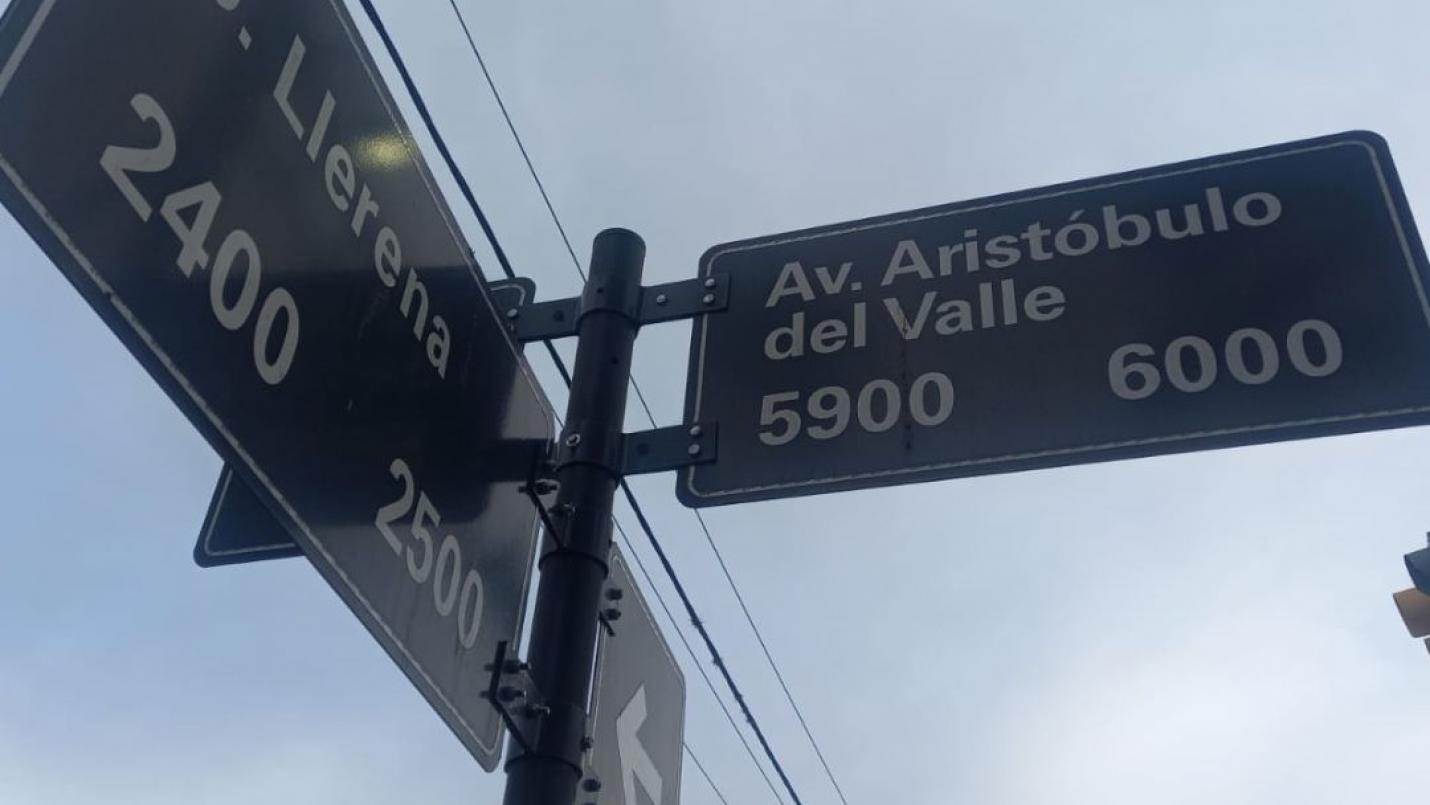 Llerena
2400 2500
Av. Aristóbulo
del Valle
5900 6000